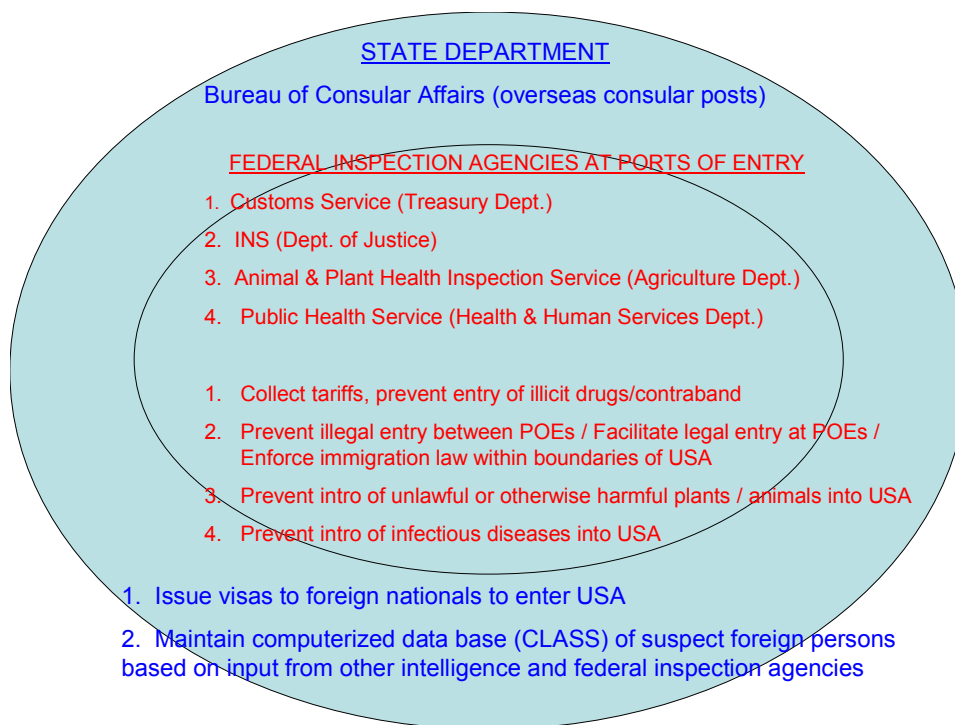 STATE DEPARTMENT
Bureau of Consular Affairs (overseas consular posts)
FEDERAL INSPECTION AGENCIES AT PORTS OF ENTRY
1. Customs Service (Treasury Dept.)
2. INS (Dept. of Justice)
3. Animal & Plant Health Inspection Service (Agriculture Dept.)
4. Public Health Service (Health & Human Services Dept.)
1. Collect tariffs, prevent entry of illicit drugs/contraband
2. Prevent illegal entry between POEs / Facilitate legal entry at POEs /
Enforce immigration law within boundaries of USA
3. Prevent intro of unlawful or otherwise harmful plants / animals into USA
4. Prevent intro of infectious diseases into USA
1. Issue visas to foreign nationals to enter USA
2. Maintain computerized data base (CLASS) of suspect foreign persons
based on input from other intelligence and federal inspection agencies